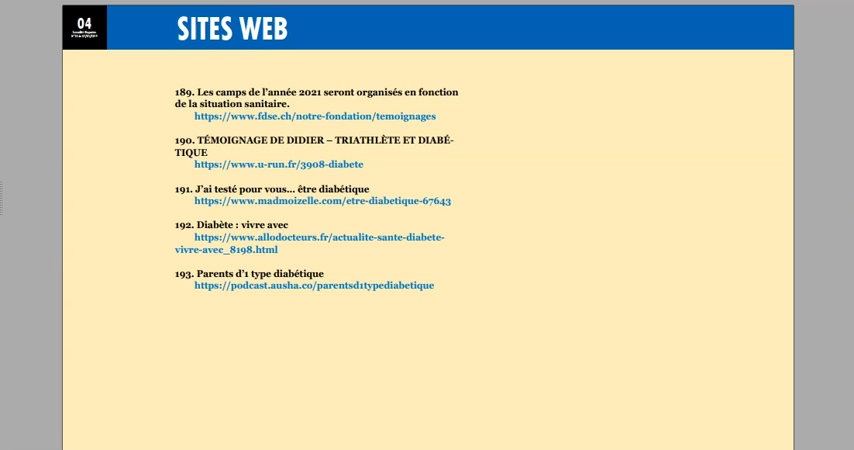 04
SITES WEB
189. Les camps de l'année 2021 seront organisés en fonction
de la situation sanitaire.
https://www.fdse.ch/notre-fondation/temoignages
190. TÉMOIGNAGE DE DIDIER – TRIATHLÈTE ET DIABÉ-
TIQUE
https://www.u-run.fr/3908-diabete
191. J'ai testé pour vous... être diabétique
https://www.madmoizelle.com/etre-diabetique-67643
192. Diabète : vivre avec
https://www.allodocteurs.fr/actualite-sante-diabete-
vivre-avec_8198.html
193. Parents d'1 type diabétique
https://podcast.ausha.co/parentsd1typediabetique